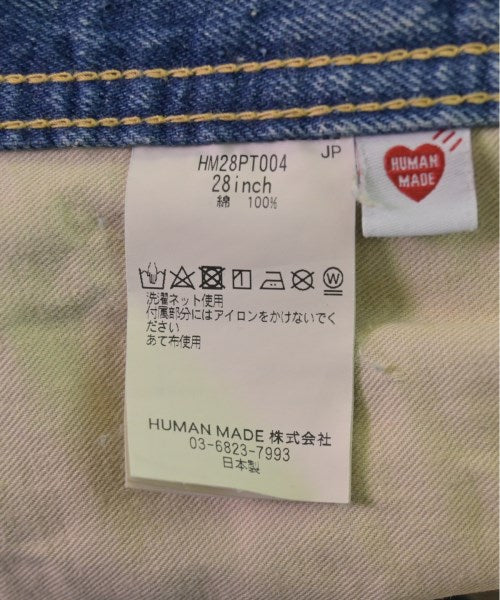 JP
HM28PT004
28inch
綿 100%
HUMAN
MADE
W
洗濯ネット使用
付属部分にはアイロンをかけないでく
ださい
あて布使用
HUMAN MADE 株式会社
03-6823-7993
日本製